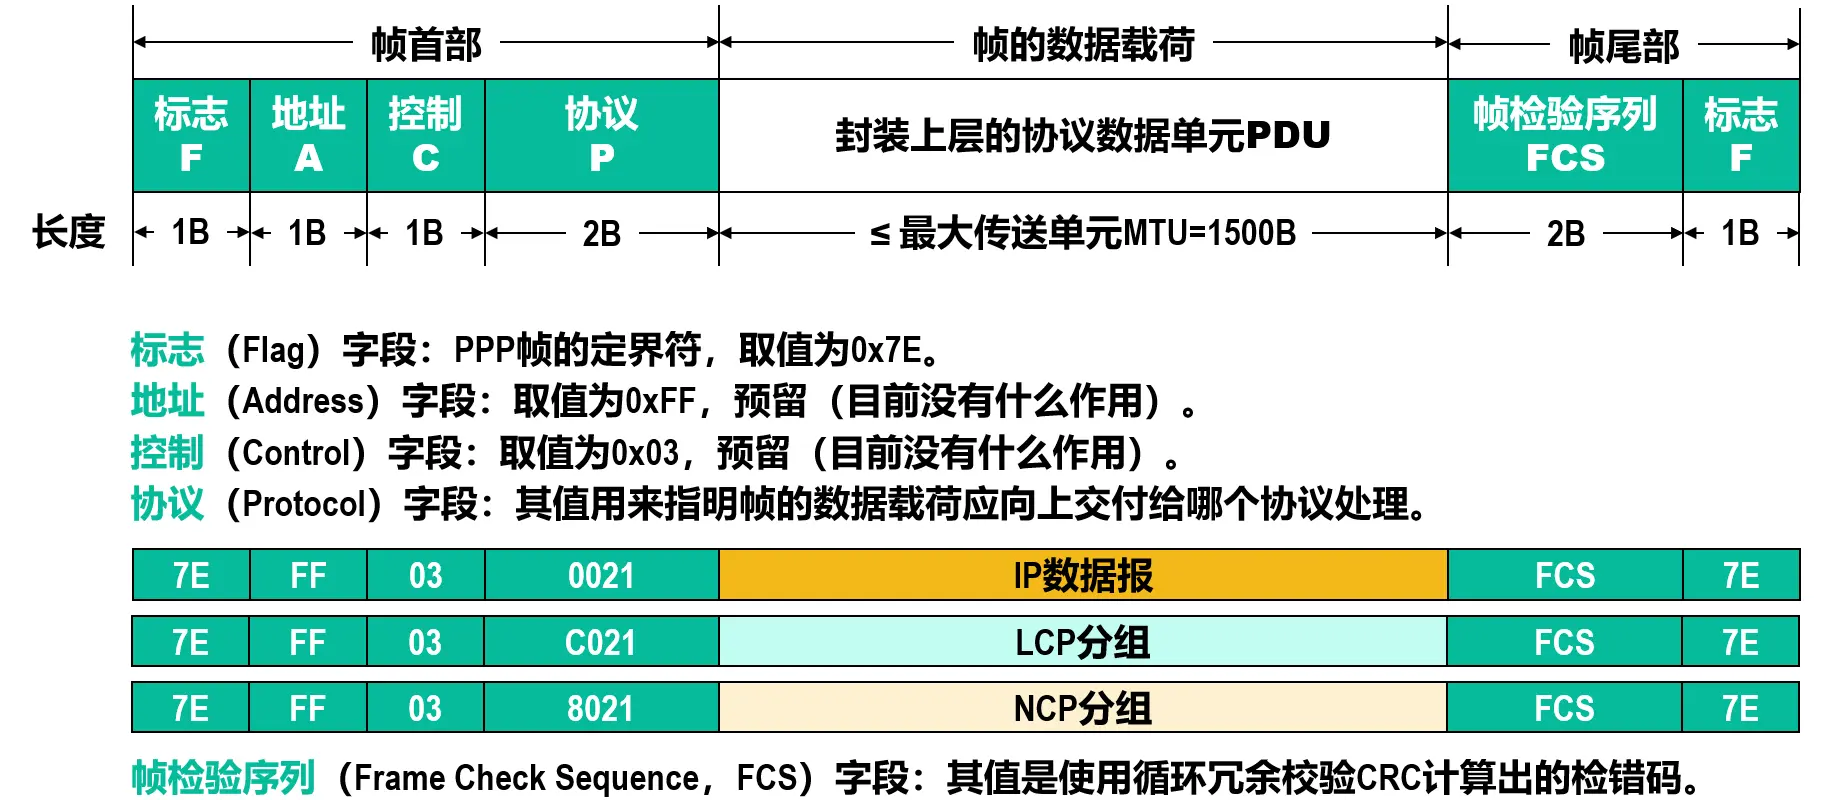 帧首部 帧的数据载荷 帧尾部
标志 地址 控制 协议 封装上层的协议数据单元PDU 帧检验序列 标志
F A C P FCS F
长度 1B 1B 1B 2B ≤ 最大传送单元MTU=1500B 2B 1B
标志（Flag）字段：PPP帧的定界符，取值为0x7E。
地址（Address）字段：取值为0xFF，预留（目前没有什么作用）。
控制（Control）字段：取值为0x03，预留（目前没有什么作用）。
协议（Protocol）字段：其值用来指明帧的数据载荷应向上交付给哪个协议处理。
7E FF 03 0021 IP数据报 FCS 7E
7E FF 03 C021 LCP分组 FCS 7E
7E FF 03 8021 NCP分组 FCS 7E
帧检验序列（Frame Check Sequence，FCS）字段：其值是使用循环冗余校验CRC计算出的检错码。